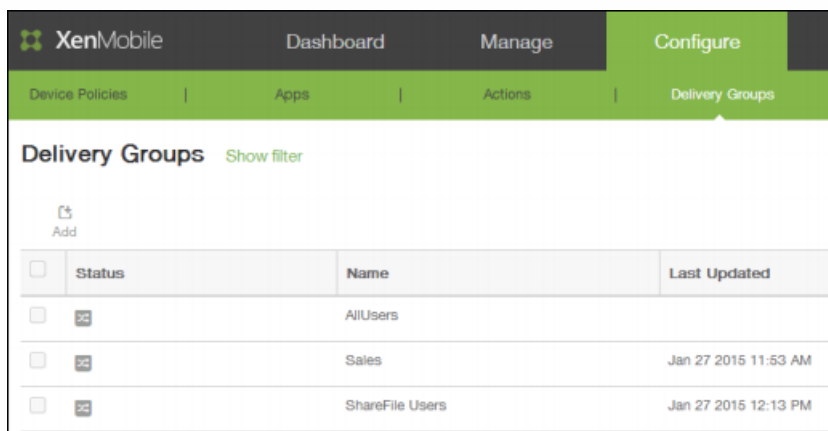 XenMobile Dashboard Manage Configure
Device Policies | Apps | Actions | Delivery Groups
Delivery Groups Show filter
Add
Status Name Last Updated
AllUsers
Sales Jan 27 2015 11:53 AM
ShareFile Users Jan 27 2015 12:13 PM